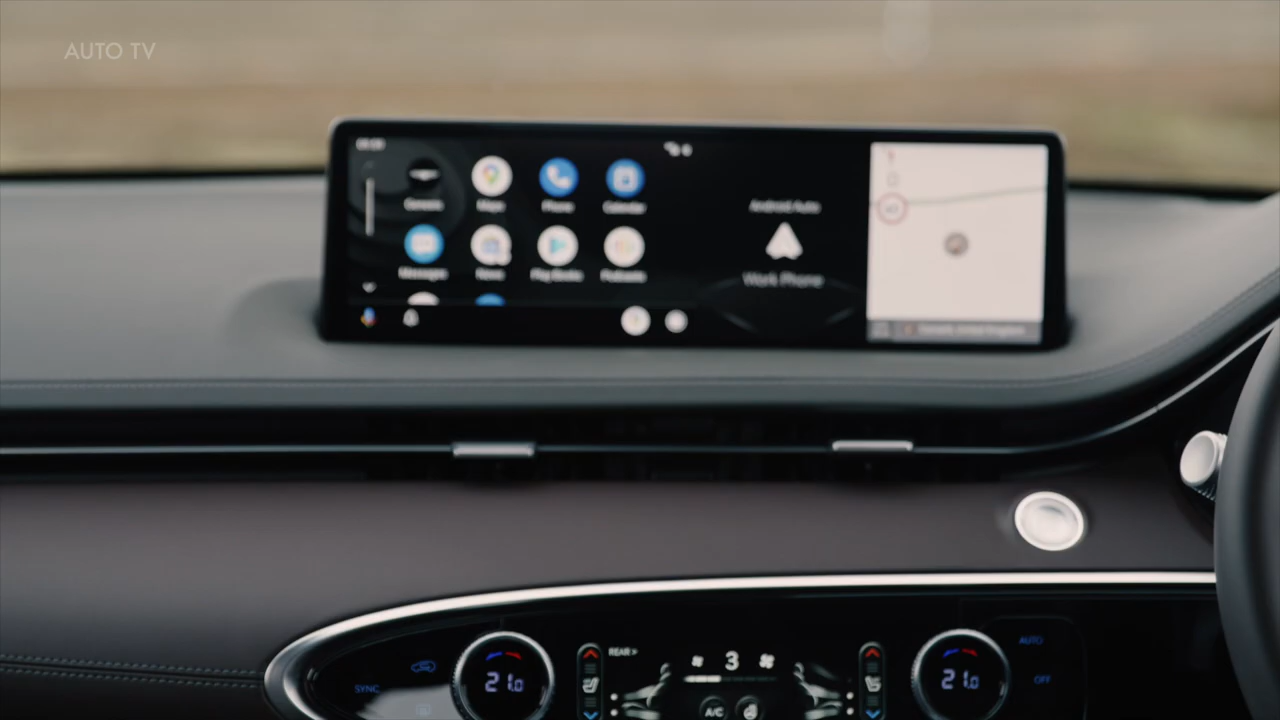 AUTO TV
Genesis Maps Phone Calendar
Android Auto
Messages News Play Books Podcasts
Work Phone
REAR >
3
AUTO
SYNC
21.0
21.0
OFF
A/C